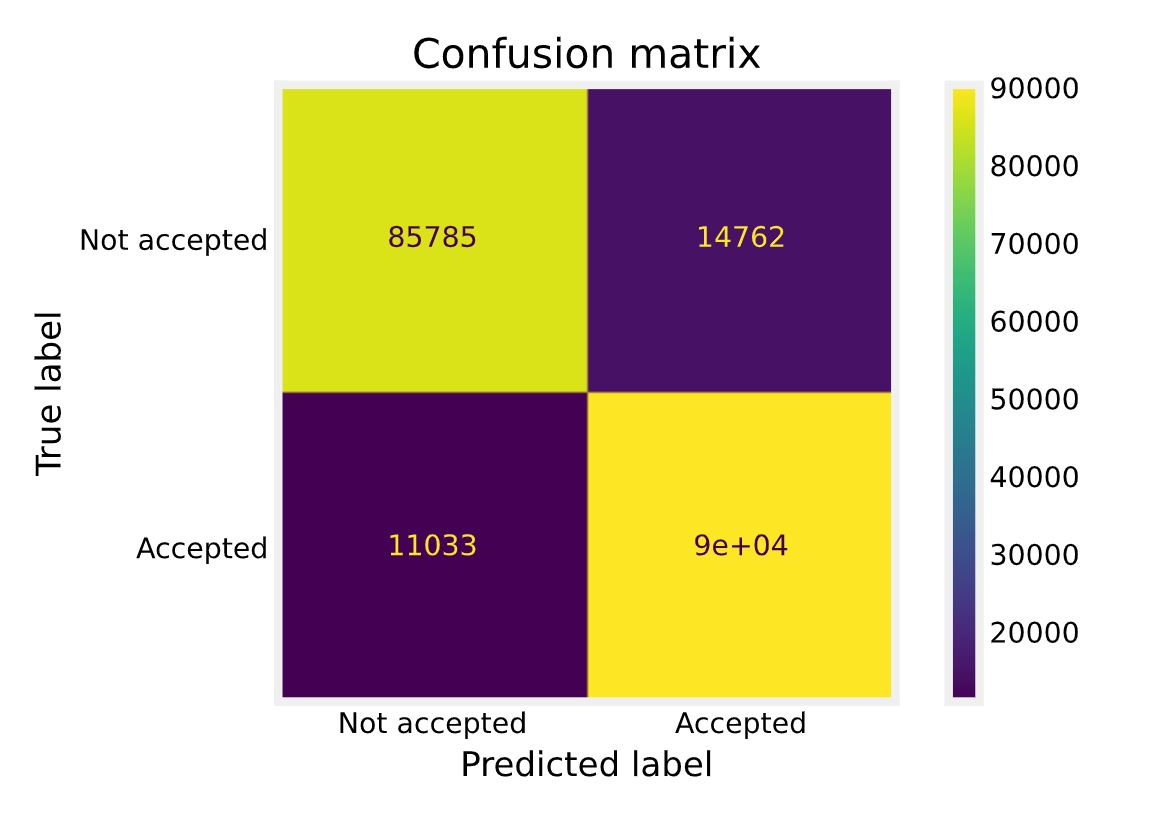 Confusion matrix
90000
80000
70000
60000
50000
40000
30000
20000
True label
Not accepted
85785
14762
Accepted
11033
9e+04
Not accepted
Accepted
Predicted label